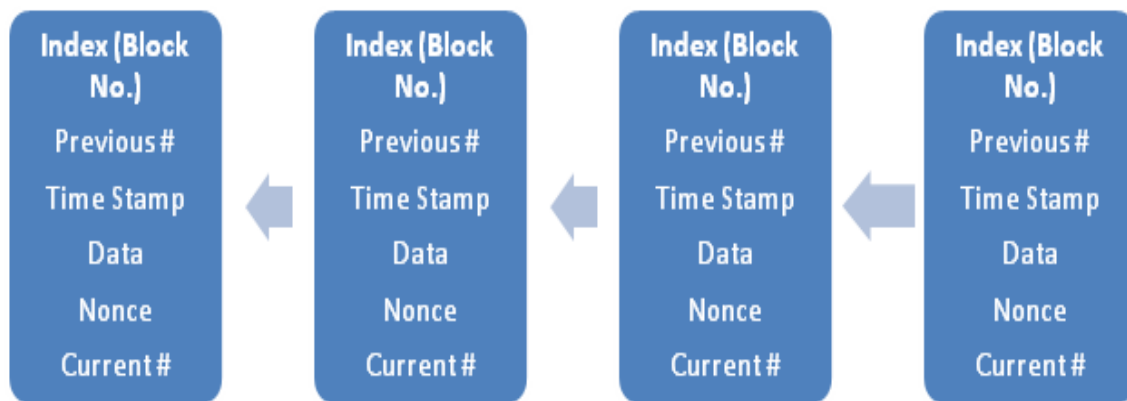 Index (Block
No.)
Previous #
Time Stamp
Data
Nonce
Current #
Index (Block
No.)
Previous #
Time Stamp
Data
Nonce
Current #
Index (Block
No.)
Previous #
Time Stamp
Data
Nonce
Current #
Index (Block
No.)
Previous #
Time Stamp
Data
Nonce
Current #